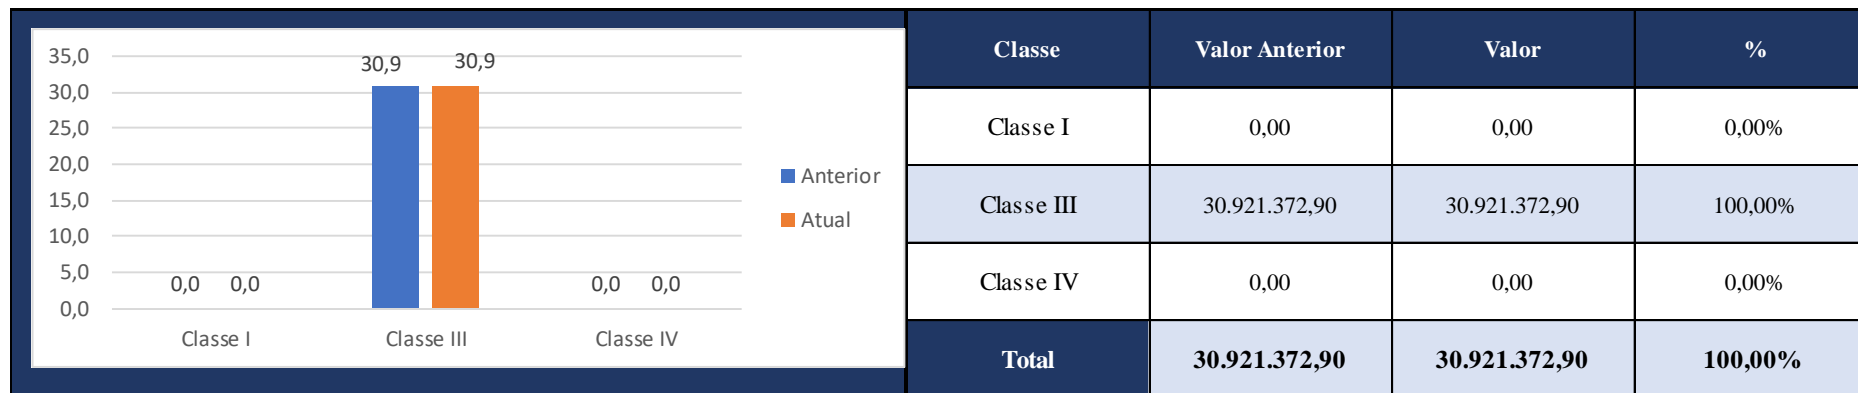 35,0
30,0
25,0
20,0
15,0
10,0
5,0
0,0
0,0 0,0
30,9 30,9
0,0 0,0
Classe I Classe III Classe IV
Anterior
Atual
Classe Valor Anterior Valor %
Classe I 0,00 0,00 0,00%
Classe III 30.921.372,90 30.921.372,90 100,00%
Classe IV 0,00 0,00 0,00%
Total 30.921.372,90 30.921.372,90 100,00%